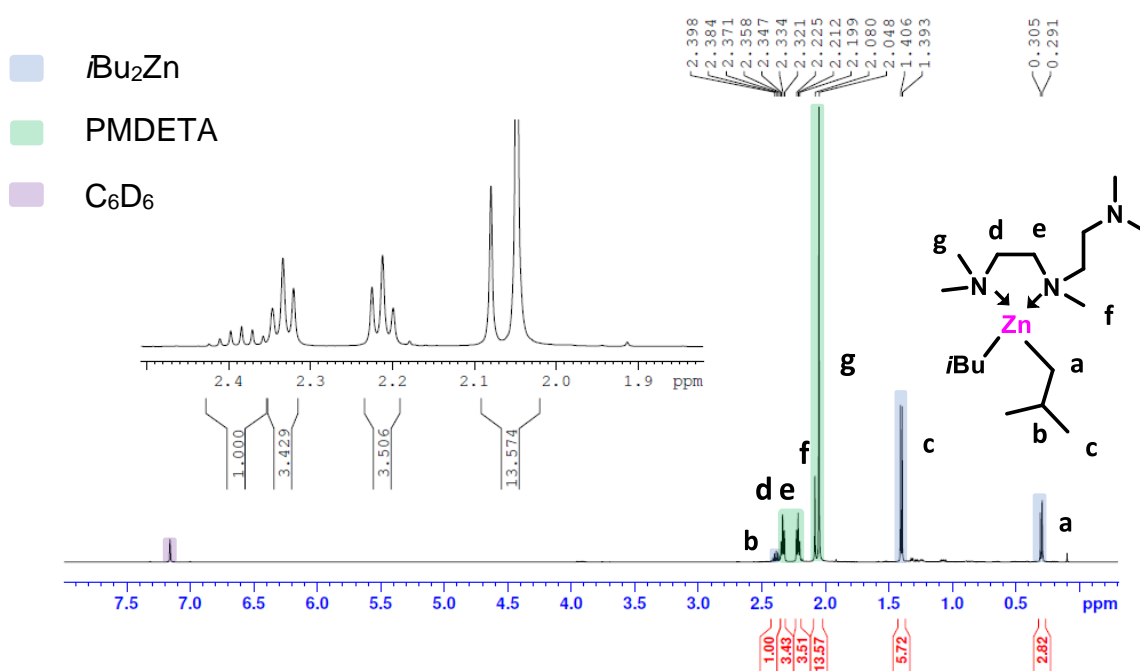 iBu2Zn
PMDETA
C6D6
2.398
2.384
2.371
2.358
2.347
2.334
2.321
2.225
2.212
2.199
2.080
2.048
1.406
1.393
0.305
0.291
2.4 2.3 2.2 2.1 2.0 1.9 ppm
1.000
3.429
3.506
13.574
g
d
e
N
N
N
f
Zn
iBu
a
b
c
g
f
d e
b
c
a
7.5 7.0 6.5 6.0 5.5 5.0 4.5 4.0 3.5 3.0 2.5 2.0 1.5 1.0 0.5 ppm
1.00
3.43
3.51
13.57
5.72
2.82